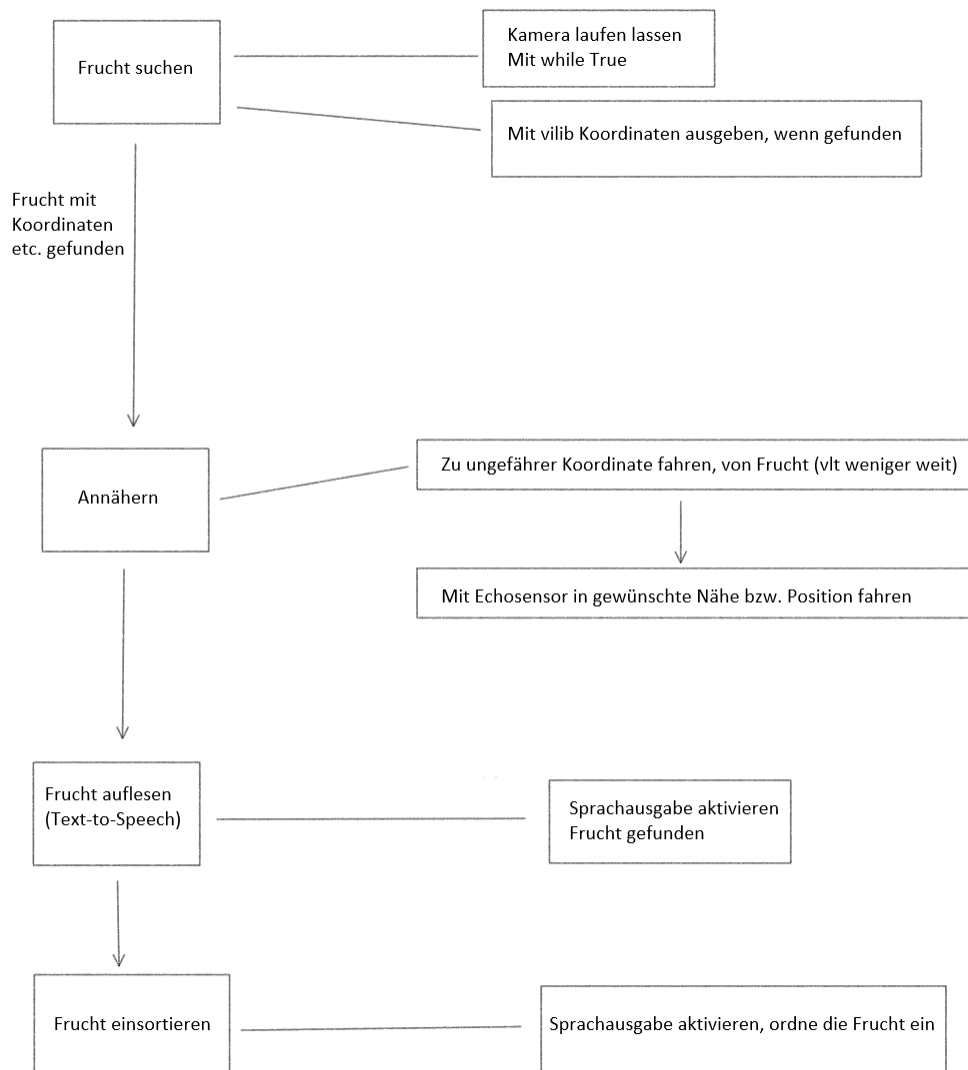 Frucht suchen
Kamera laufen lassen
Mit while True
Mit vilib Koordinaten ausgeben, wenn gefunden
Frucht mit
Koordinaten
etc. gefunden
Annähern
Zu ungefährer Koordinate fahren, von Frucht (vlt weniger weit)
Mit Echosensor in gewünschte Nähe bzw. Position fahren
Frucht auflesen
(Text-to-Speech)
Sprachausgabe aktivieren
Frucht gefunden
Frucht einsortieren
Sprachausgabe aktivieren, ordne die Frucht ein